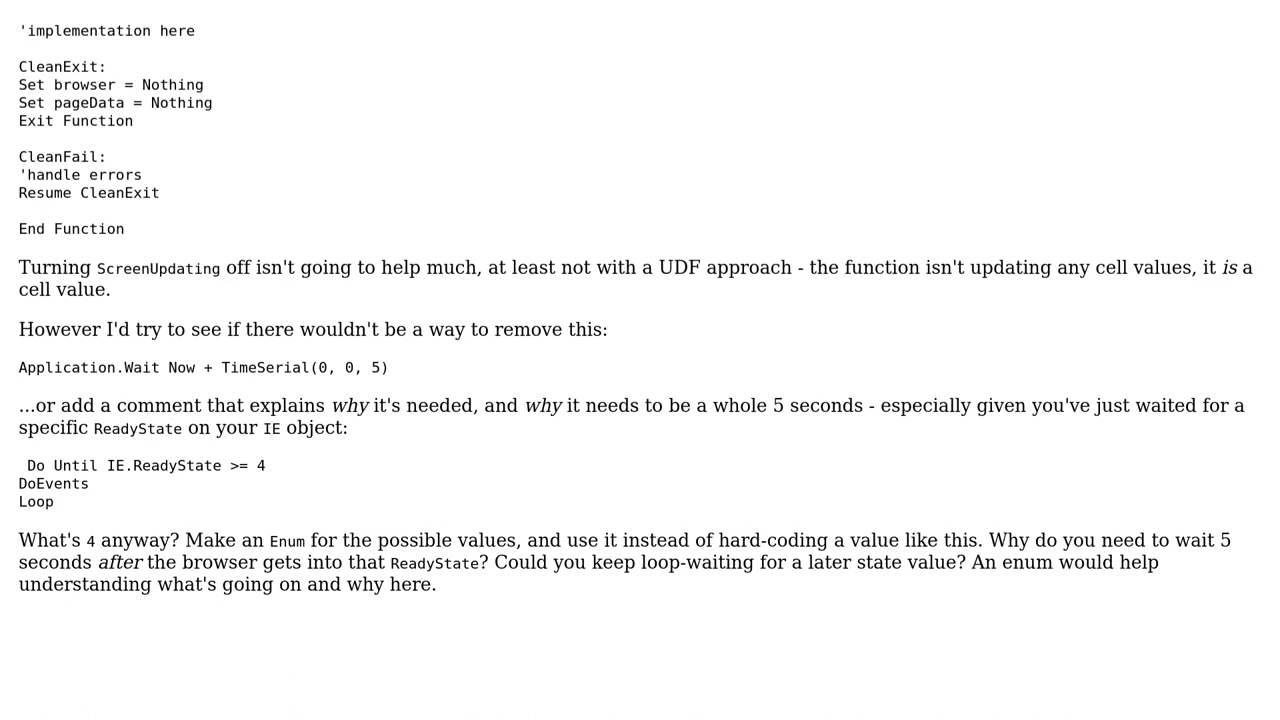 'implementation here
CleanExit:
Set browser = Nothing
Set pageData = Nothing
Exit Function
CleanFail:
'handle errors
Resume CleanExit
End Function
Turning ScreenUpdating off isn't going to help much, at least not with a UDF approach - the function isn't updating any cell values, it is a
cell value.
However I'd try to see if there wouldn't be a way to remove this:
Application.Wait Now + TimeSerial(0, 0, 5)
...or add a comment that explains why it's needed, and why it needs to be a whole 5 seconds - especially given you've just waited for a
specific ReadyState on your IE object:
Do Until IE.ReadyState >= 4
DoEvents
Loop
What's 4 anyway? Make an Enum for the possible values, and use it instead of hard-coding a value like this. Why do you need to wait 5
seconds after the browser gets into that ReadyState? Could you keep loop-waiting for a later state value? An enum would help
understanding what's going on and why here.